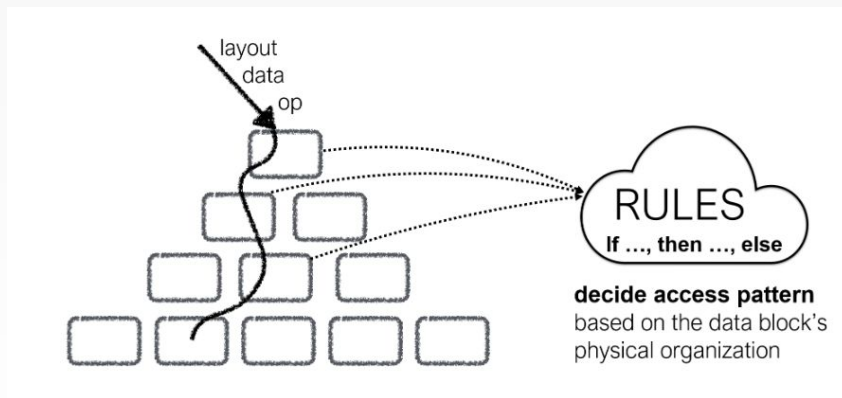 layout
data
op
RULES
If ..., then ..., else
decide access pattern
based on the data block's
physical organization